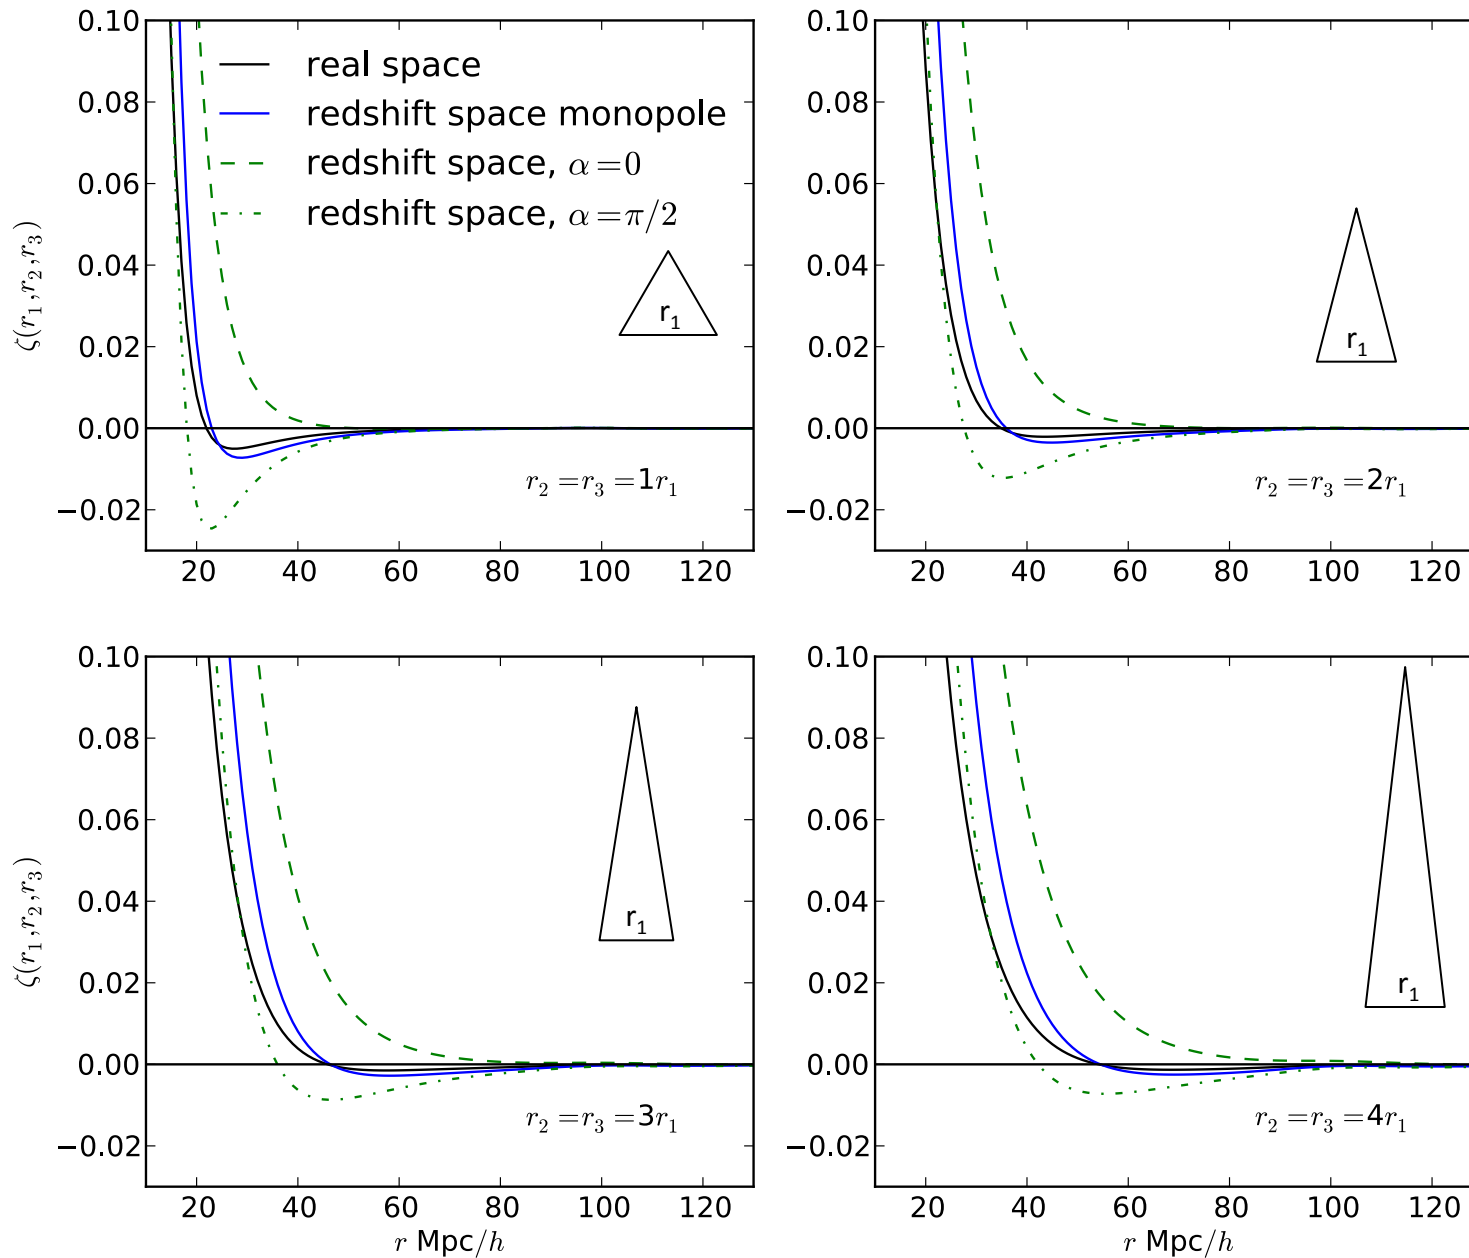 0.10
0.08
0.06
0.04
0.02
0.00
−0.02
20 40 60 80 100 120
ζ(r₁,r₂,r₃)
real space
redshift space monopole
redshift space, α=0
redshift space, α=π/2
r₁
r₂=r₃=1r₁
0.10
0.08
0.06
0.04
0.02
0.00
−0.02
20 40 60 80 100 120
r₁
r₂=r₃=2r₁
0.10
0.08
0.06
0.04
0.02
0.00
−0.02
20 40 60 80 100 120
ζ(r₁,r₂,r₃)
r Mpc/h
r₁
r₂=r₃=3r₁
0.10
0.08
0.06
0.04
0.02
0.00
−0.02
20 40 60 80 100 120
r Mpc/h
r₁
r₂=r₃=4r₁